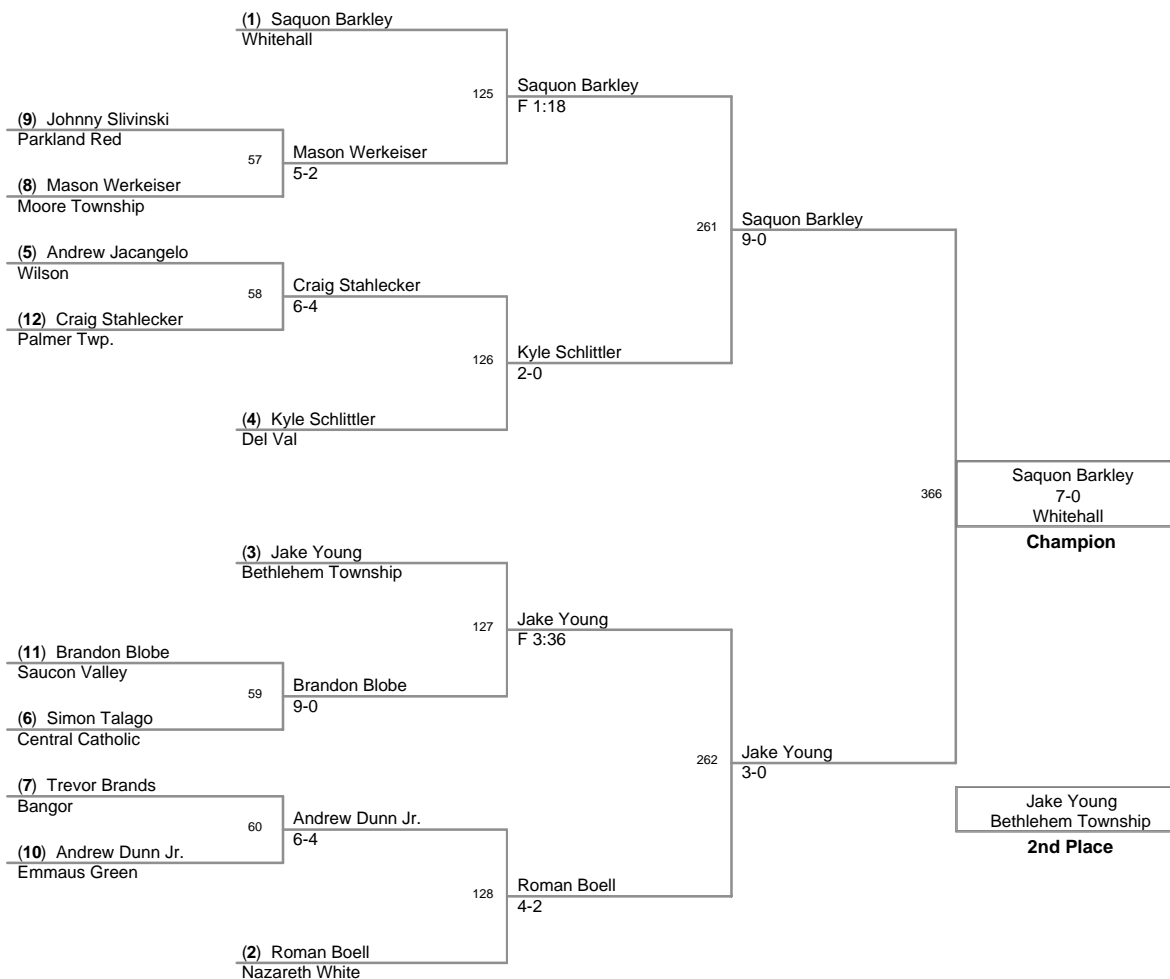 (1) Saquon Barkley
Whitehall
125
Saquon Barkley
F 1:18
(9) Johnny Slivinski
Parkland Red
57
Mason Werkeiser
5-2
(8) Mason Werkeiser
Moore Township
261
Saquon Barkley
9-0
(5) Andrew Jacangelo
Wilson
58
Craig Stahlecker
6-4
(12) Craig Stahlecker
Palmer Twp.
126
Kyle Schlittler
2-0
(4) Kyle Schlittler
Del Val
366
Saquon Barkley
7-0
Whitehall
Champion
(3) Jake Young
Bethlehem Township
127
Jake Young
F 3:36
(11) Brandon Blobe
Saucon Valley
59
Brandon Blobe
9-0
(6) Simon Talago
Central Catholic
262
Jake Young
3-0
(7) Trevor Brands
Bangor
60
Andrew Dunn Jr.
6-4
(10) Andrew Dunn Jr.
Emmaus Green
128
Roman Boell
4-2
(2) Roman Boell
Nazareth White
Jake Young
Bethlehem Township
2nd Place